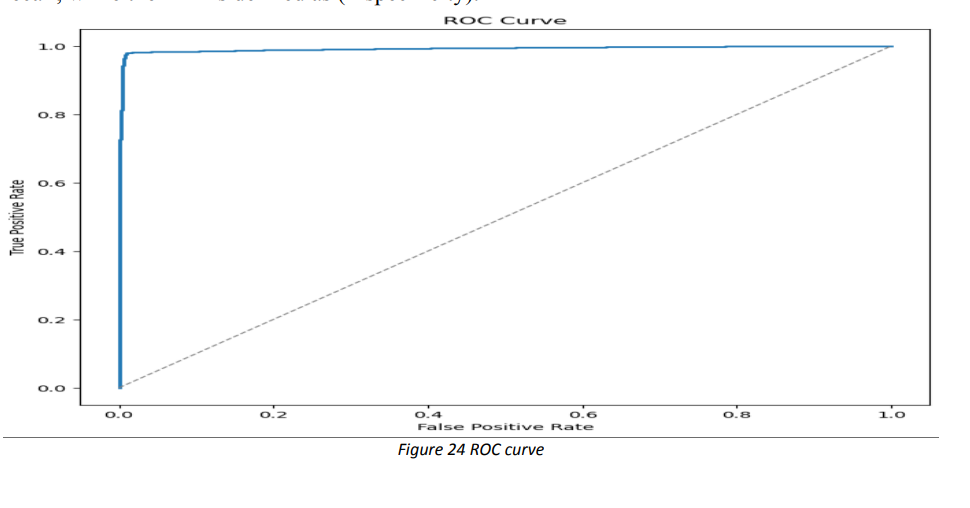 ROC Curve
1.0
0.8
0.6
0.4
0.2
0.0
True Positive Rate
0.0 0.2 0.4 0.6 0.8 1.0
False Positive Rate
Figure 24 ROC curve